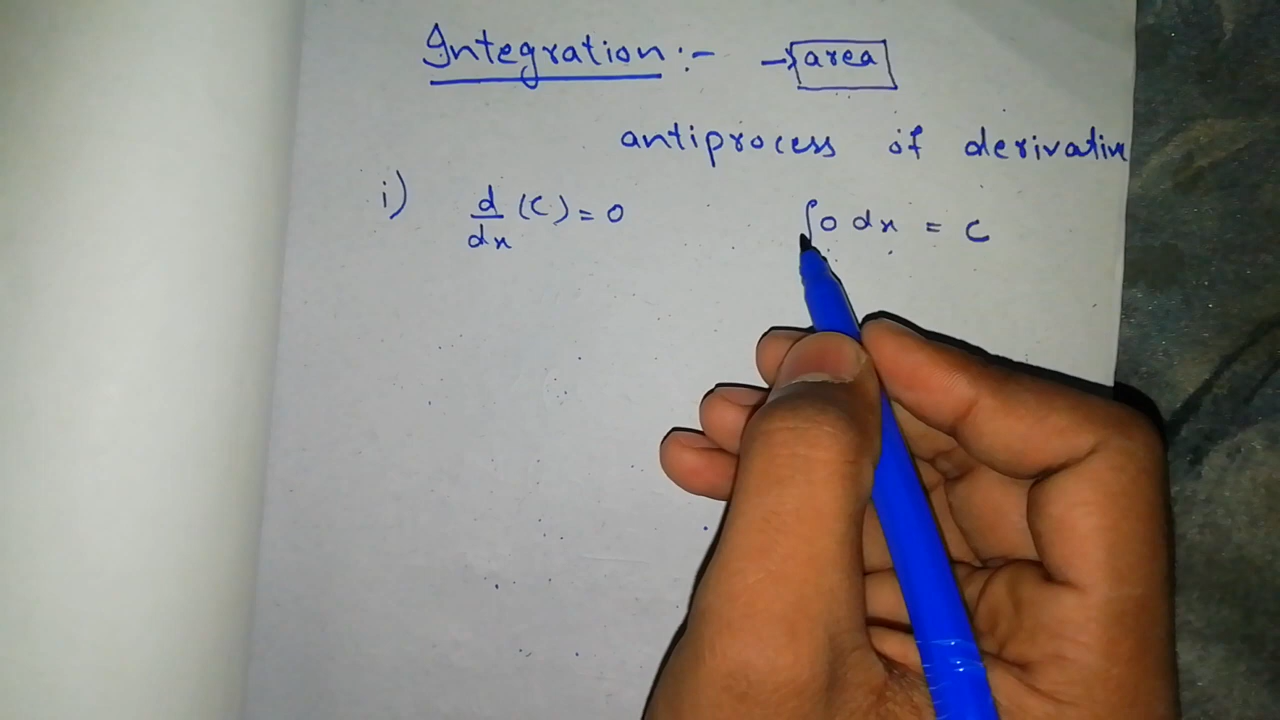 Integration :- → area
antiprocess of derivative
i) d/dx (c) = 0 ∫0 dx = c